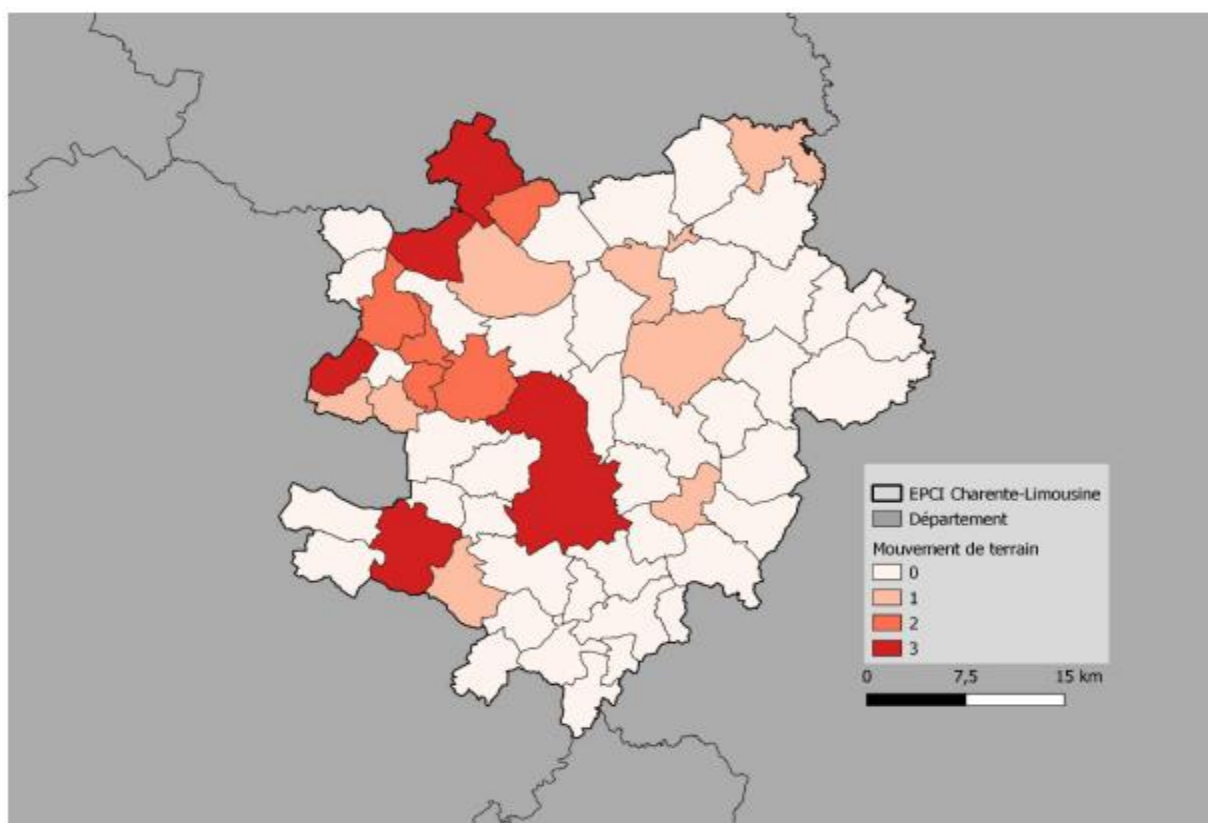 EPCI Charente-Limousine
Département
Mouvement de terrain
0
1
2
3
0 7,5 15 km